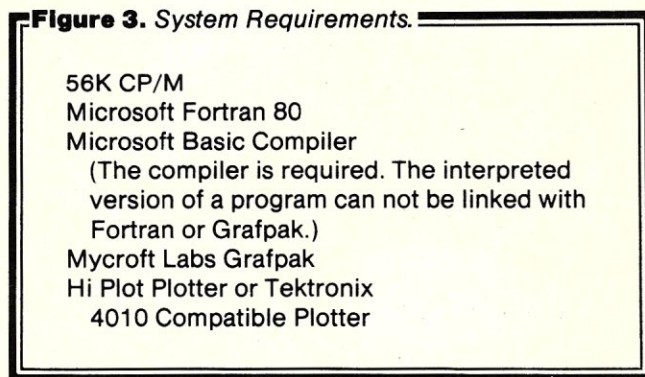 Figure 3. System Requirements.
56K CP/M
Microsoft Fortran 80
Microsoft Basic Compiler
(The compiler is required. The interpreted
version of a program can not be linked with
Fortran or Grafpak.)
Mycroft Labs Grafpak
Hi Plot Plotter or Tektronix
4010 Compatible Plotter